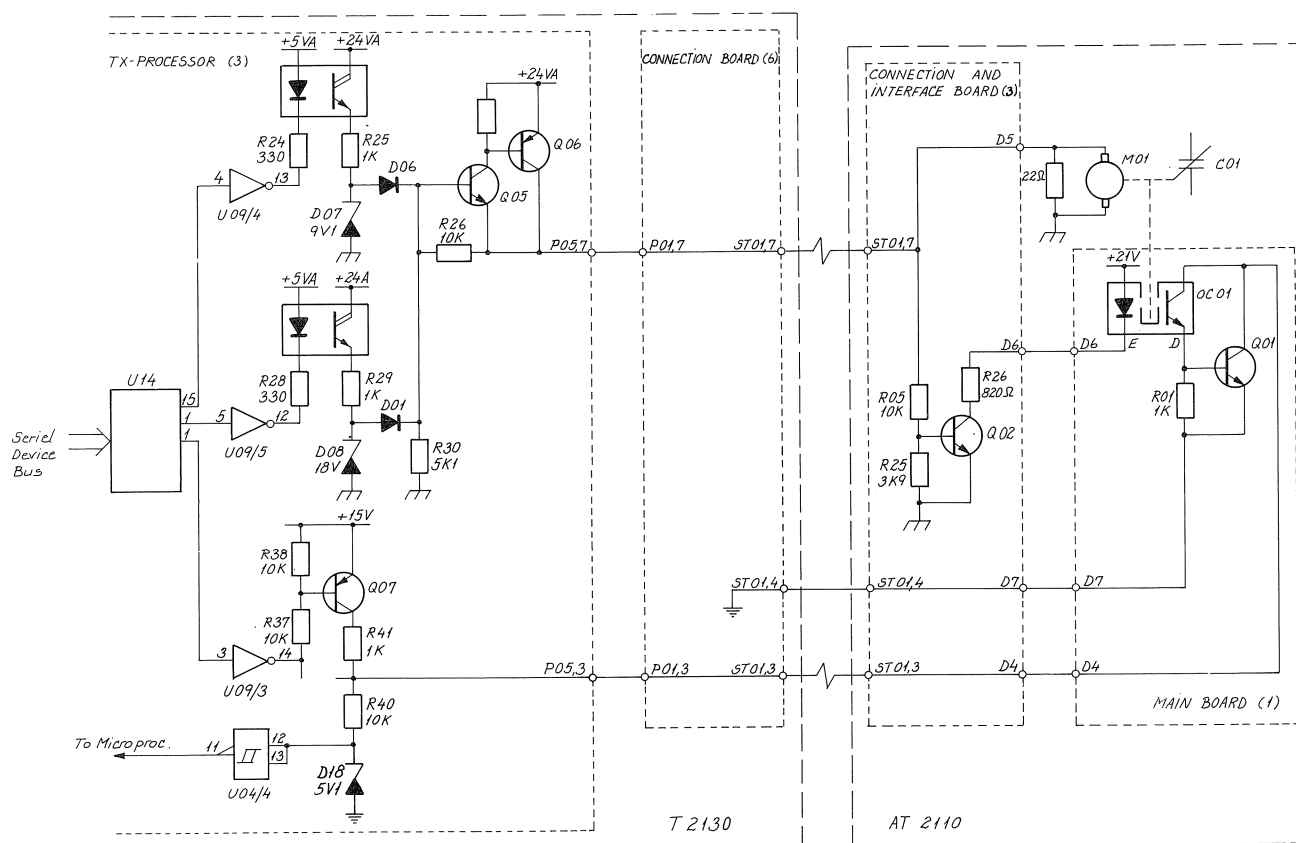 TX-PROCESSOR (3)
+5VA
+24VA
R24
330
R25
1K
4
13
U09/4
D06
D07
9V1
+24VA
Q06
Q05
R26
10K
P05,7
+5VA
+24A
R28
330
R29
1K
U14
15
1
1
5
12
U09/5
D01
D08
18V
R30
5K1
Seriel
Device
Bus
+15V
R38
10K
Q07
R37
10K
R41
1K
3
14
U09/3
P05,3
R40
10K
To Microproc.
11
12
13
U04/4
D18
5V1
CONNECTION BOARD (6)
P01,7
ST01,7
ST01,4
P01,3
ST01,3
T 2130
CONNECTION AND
INTERFACE BOARD (3)
D5
ST01,7
22Ω
M01
C01
+21V
OC01
D6
D6
E
D
Q01
R26
820Ω
R05
10K
Q02
R01
1K
R25
3K9
ST01,4
D7
D7
ST01,3
D4
D4
MAIN BOARD (1)
AT 2110